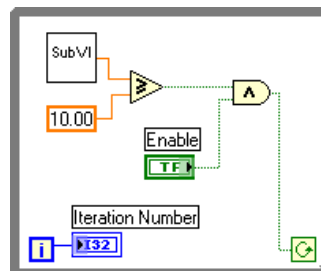 SubVI
≥
10.00
∧
Enable
TF
Iteration Number
i
I32